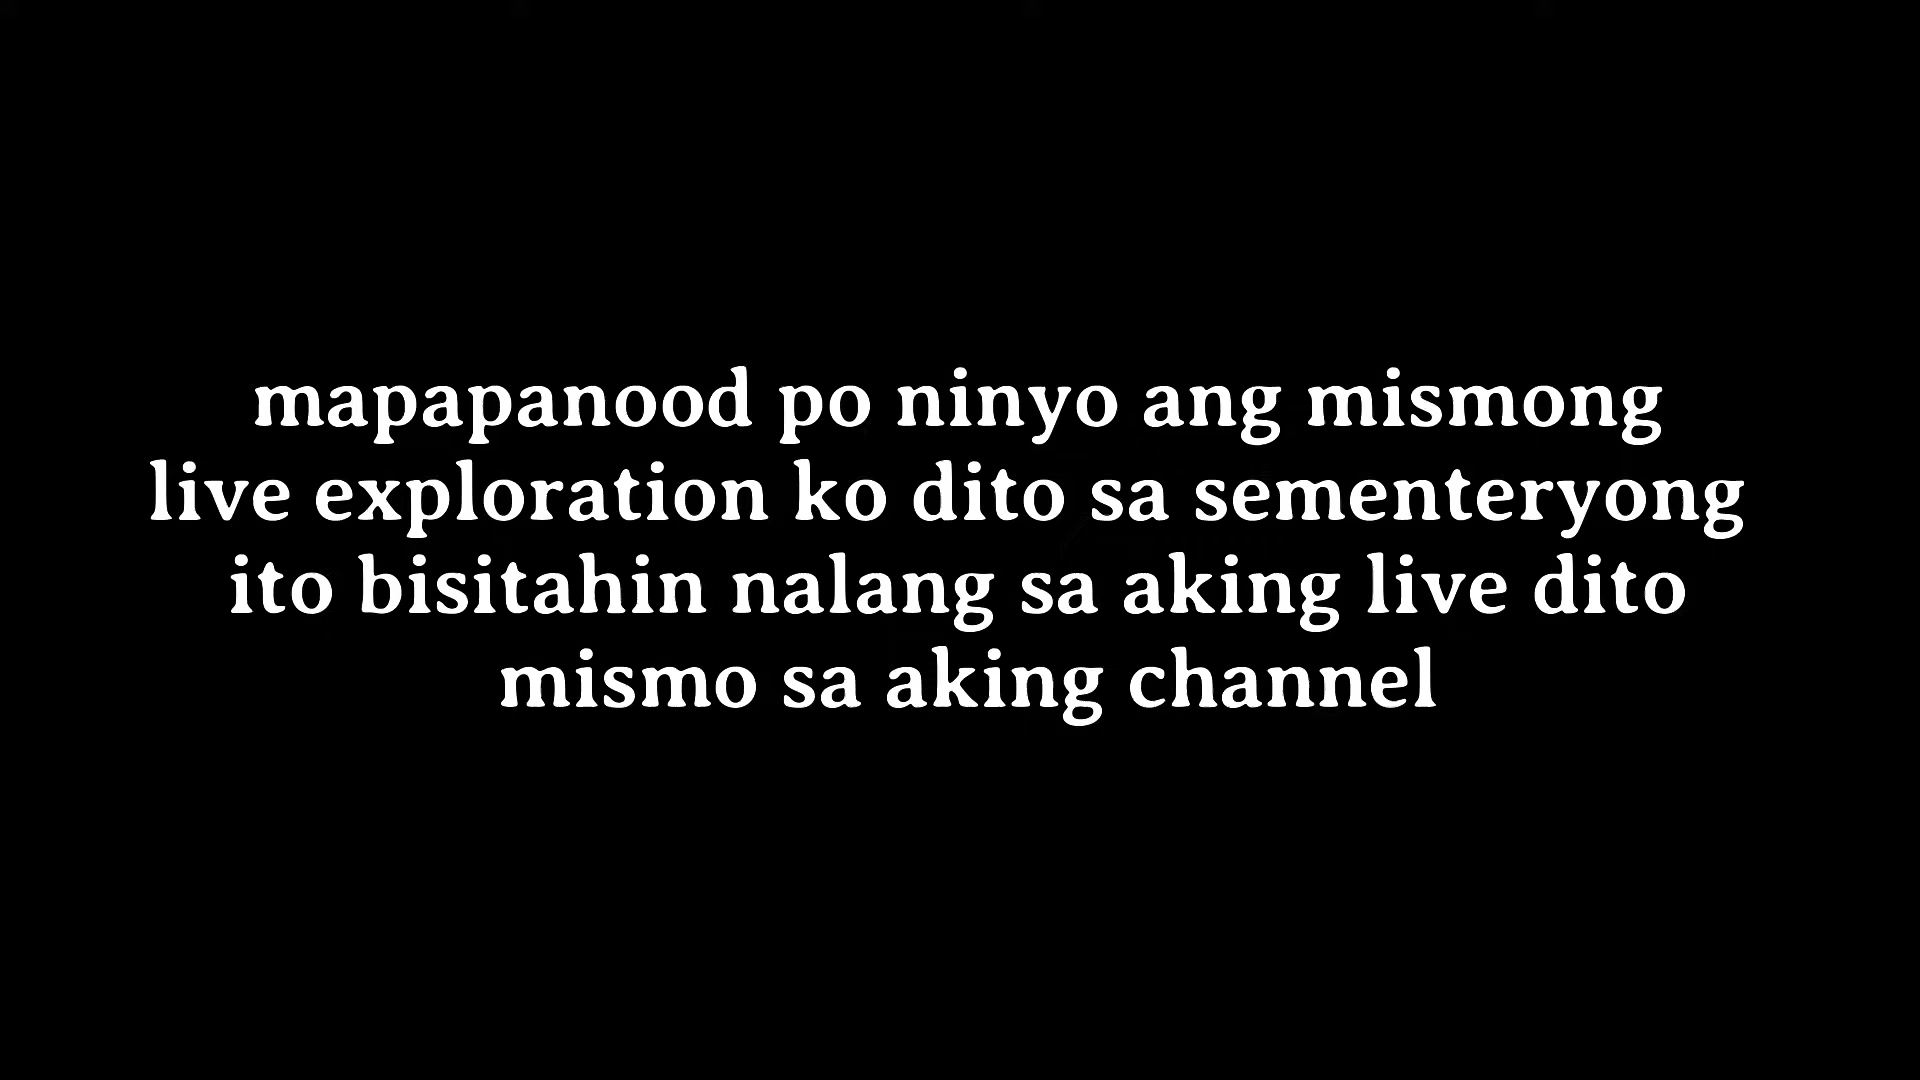 mapapanood po ninyo ang mismong
live exploration ko dito sa sementeryong
ito bisitahin nalang sa aking live dito
mismo sa aking channel